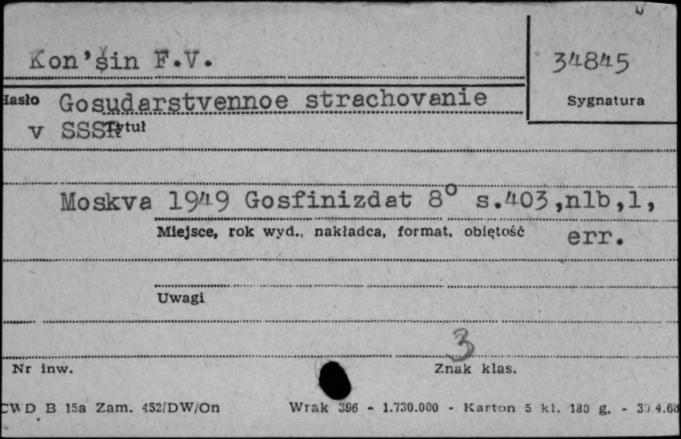 Kon'šin F.V.
34845
Hasło Gosudarstvennoe strachovanie
Sygnatura
v SSSR
Tytuł
Moskva 1949 Gosfinizdat 8° s.403,nlb,1,
Miejsce, rok wyd., nakładca, format, objętość
err.
Uwagi
3
Nr inw.
Znak klas.
CWD B 15a Zam. 452/DW/On Wrak 396 - 1.730.000 - Karton 5 kl. 180 g. -